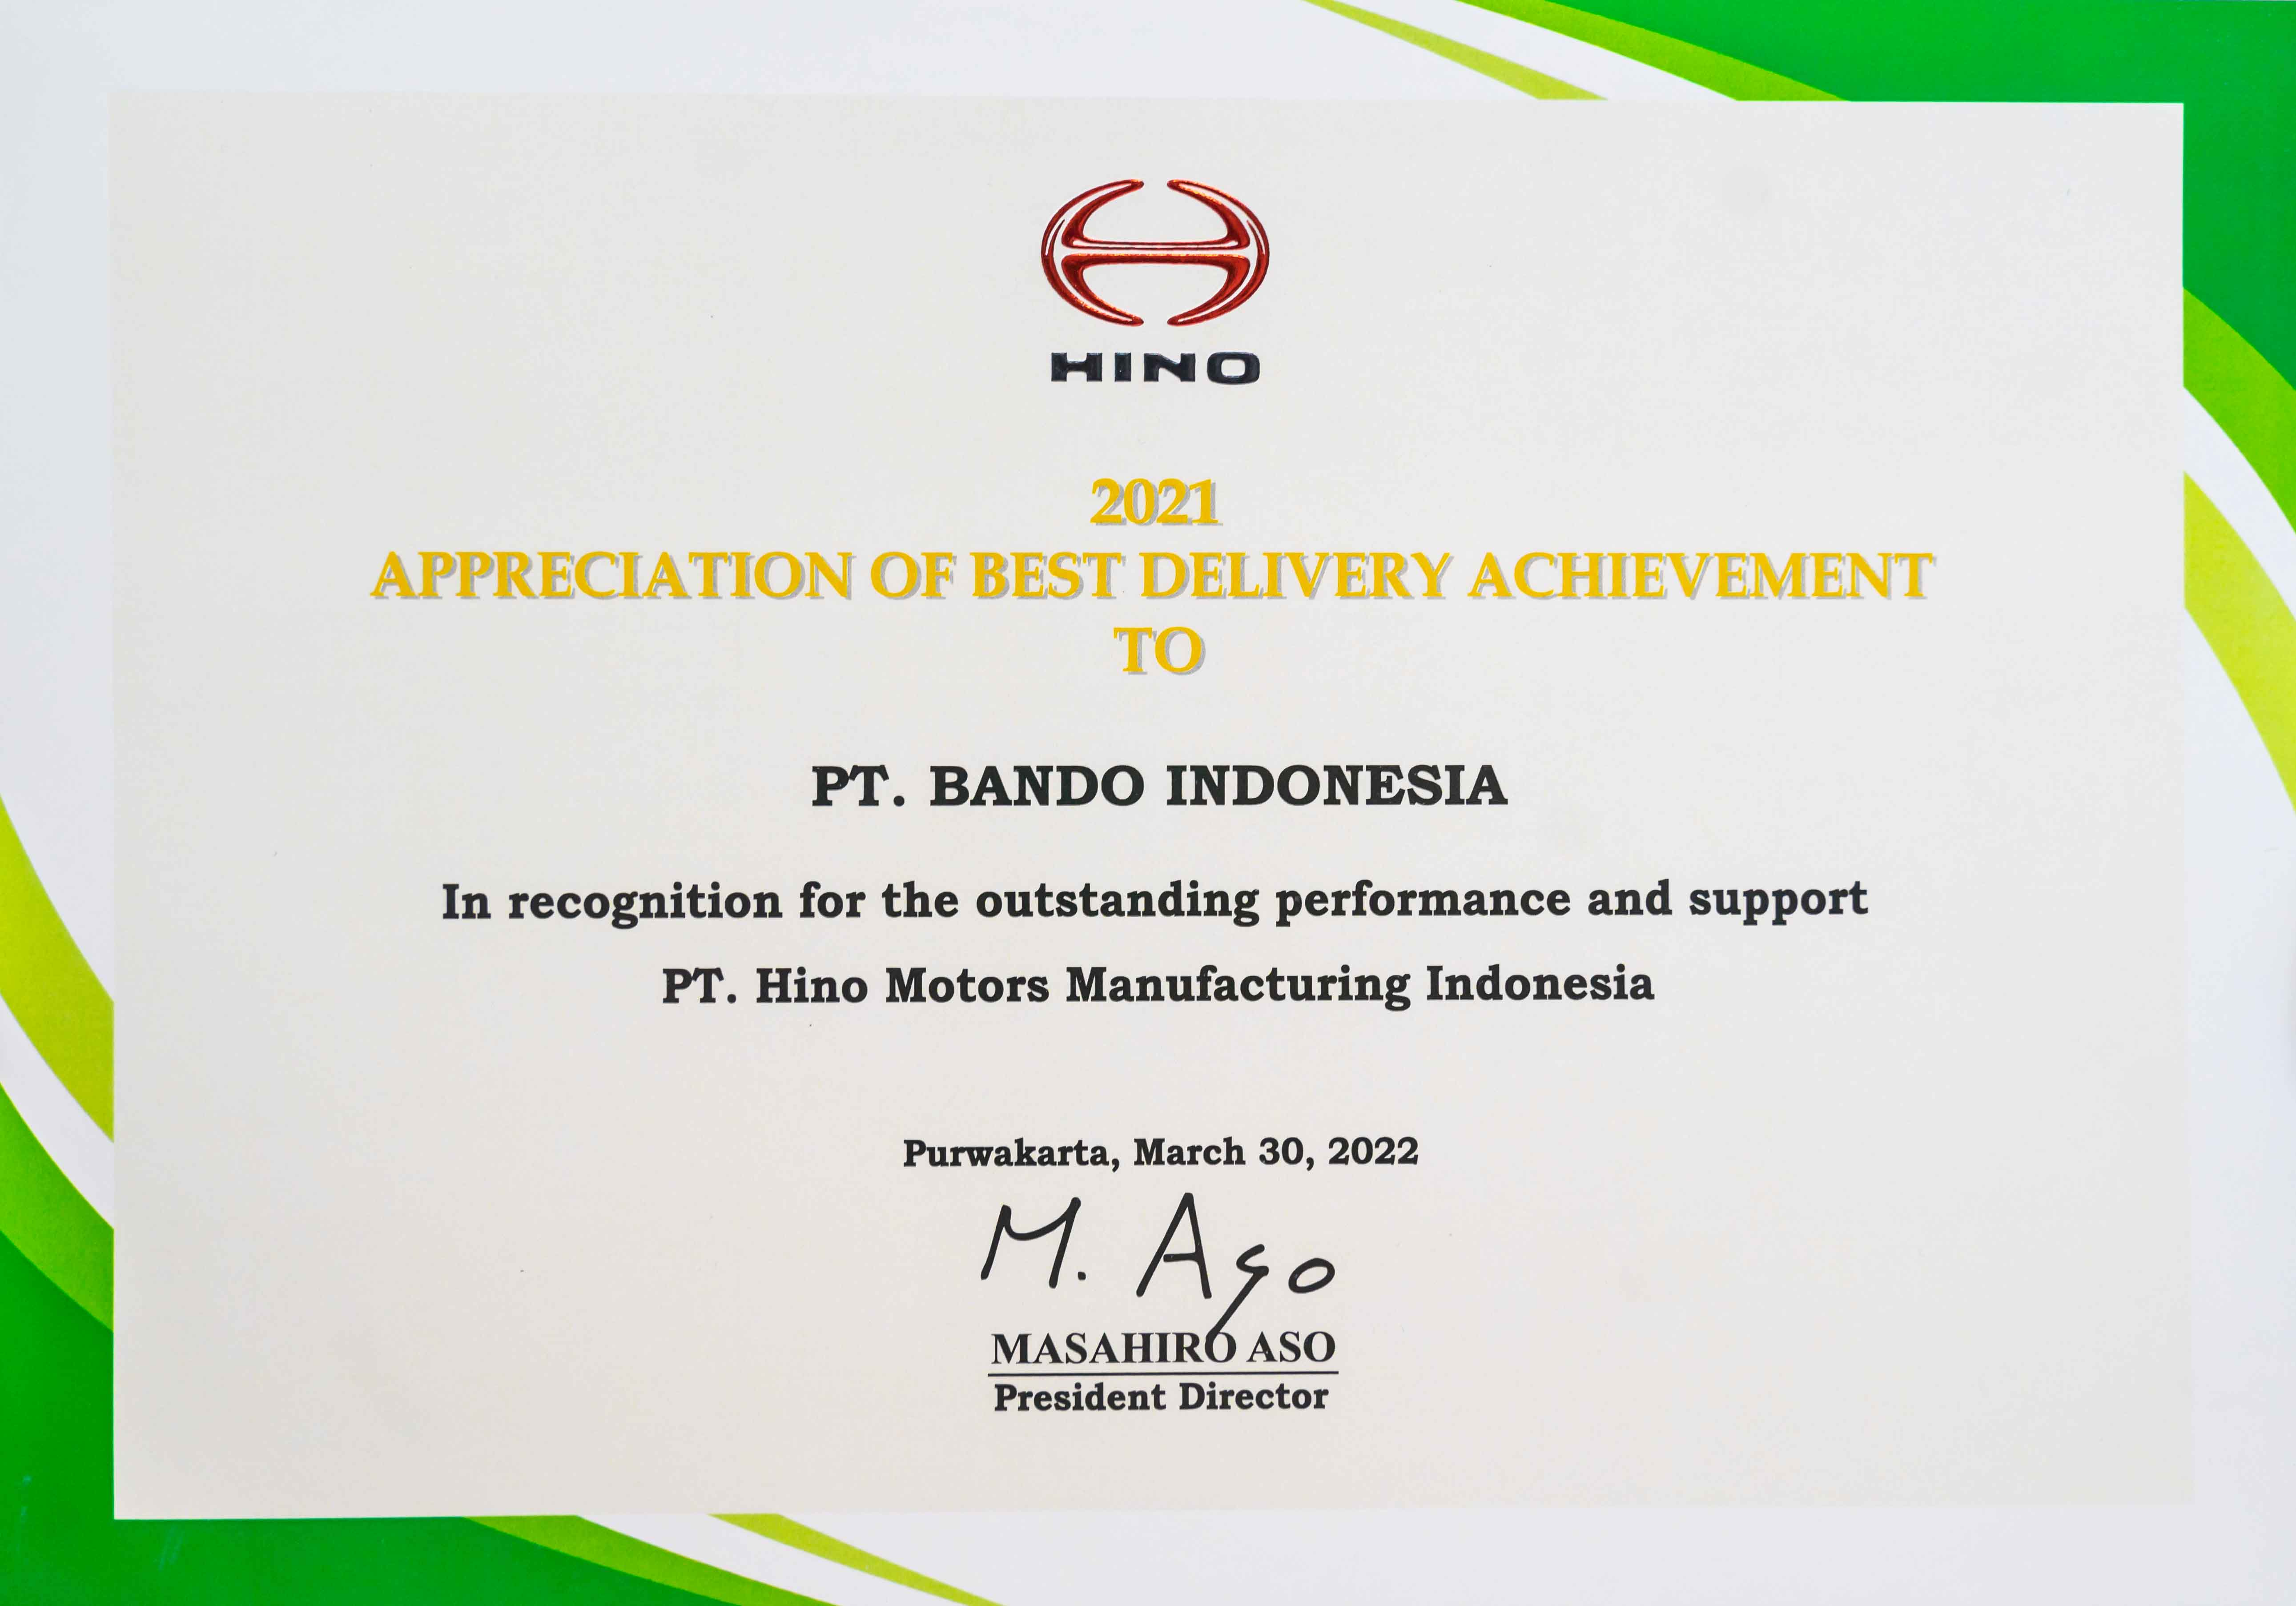 HINO
2021
APPRECIATION OF BEST DELIVERY ACHIEVEMENT
TO
PT. BANDO INDONESIA
In recognition for the outstanding performance and support
PT. Hino Motors Manufacturing Indonesia
Purwakarta, March 30, 2022
M. Aso
MASAHIRO ASO
President Director